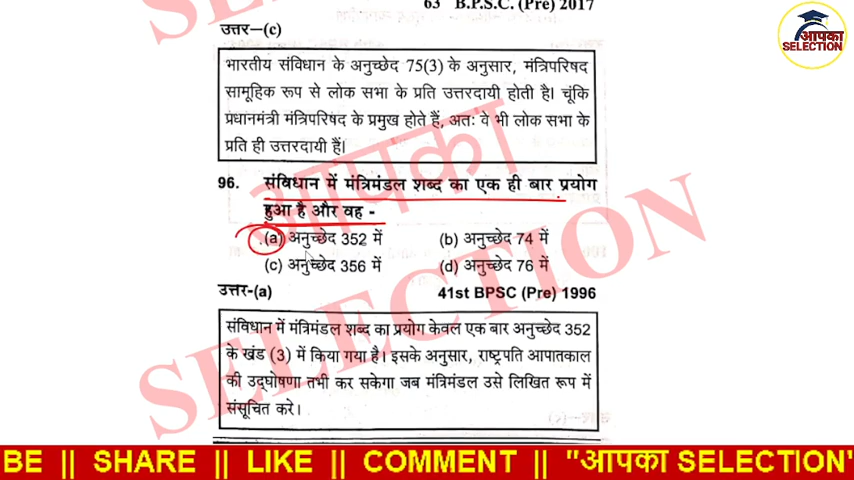 63 B.P.S.C. (Pre) 2017
उत्तर–(c)
भारतीय संविधान के अनुच्छेद 75(3) के अनुसार, मंत्रिपरिषद
सामूहिक रूप से लोक सभा के प्रति उत्तरदायी होती है। चूंकि
प्रधानमंत्री मंत्रिपरिषद के प्रमुख होते हैं, अतः वे भी लोक सभा के
प्रति ही उत्तरदायी हैं।
96. संविधान में मंत्रिमंडल शब्द का एक ही बार प्रयोग
हुआ है और वह -
(a) अनुच्छेद 352 में (b) अनुच्छेद 74 में
(c) अनुच्छेद 356 में (d) अनुच्छेद 76 में
उत्तर-(a) 41st BPSC (Pre) 1996
संविधान में मंत्रिमंडल शब्द का प्रयोग केवल एक बार अनुच्छेद 352
के खंड (3) में किया गया है। इसके अनुसार, राष्ट्रपति आपातकाल
की उद्घोषणा तभी कर सकेगा जब मंत्रिमंडल उसे लिखित रूप में
संसूचित करे।
आपका
SELECTION
SELECTION
आपका
SELECTION
BE || SHARE || LIKE || COMMENT || "आपका SELECTION"